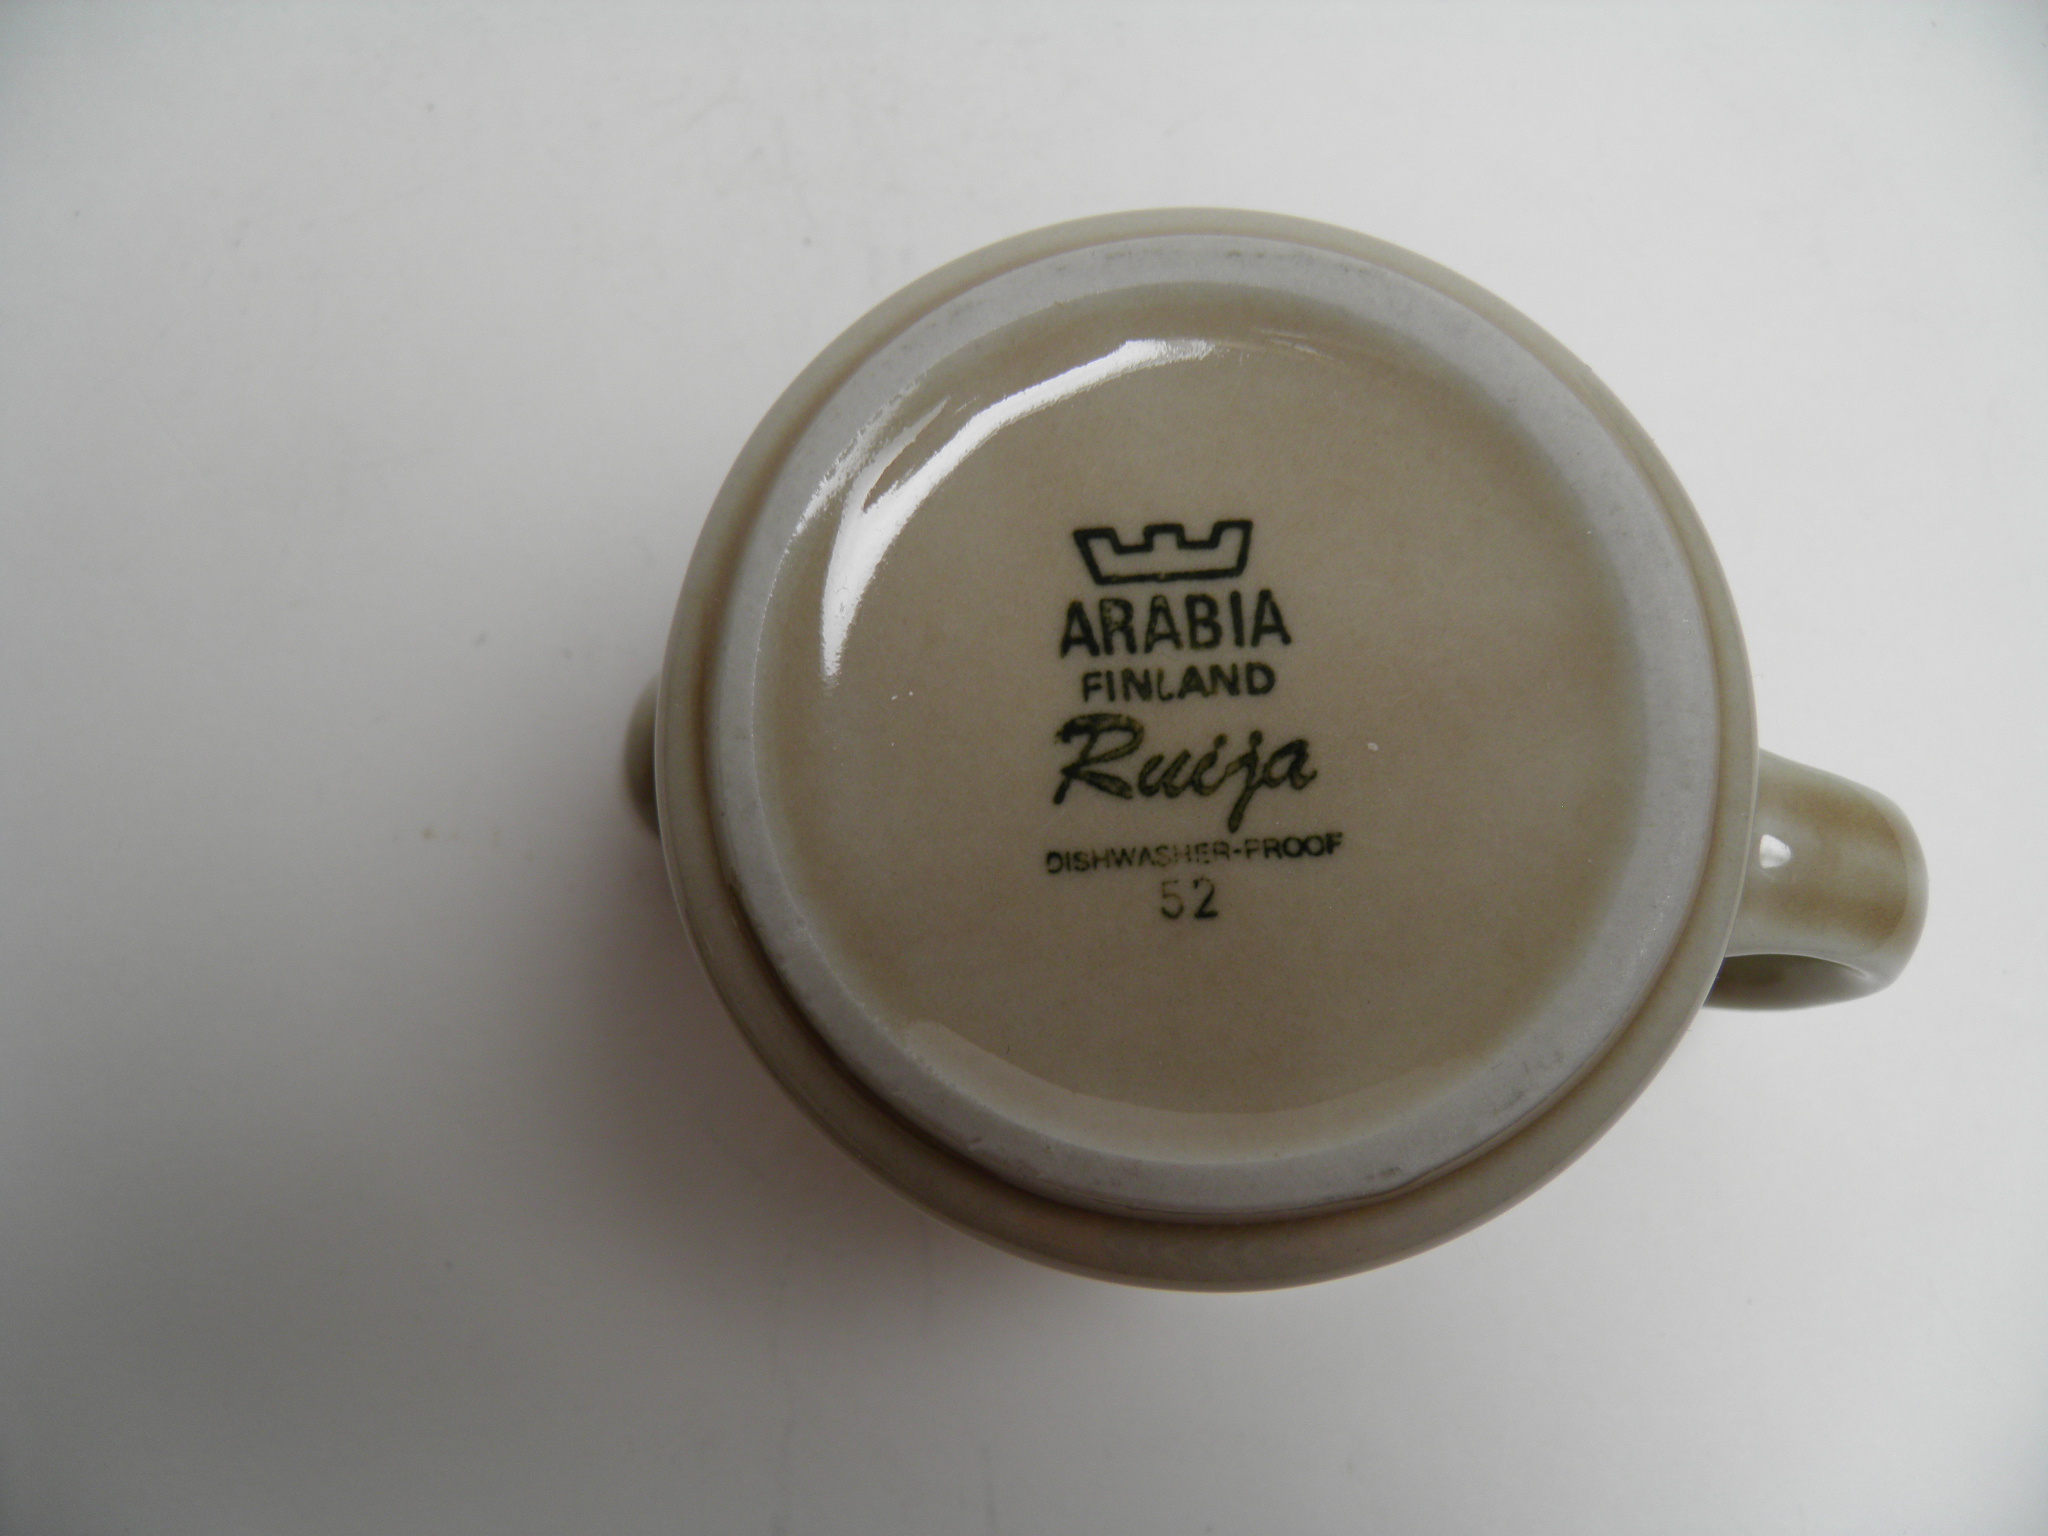 ARABIA
FINLAND
Ruija
DISHWASHER-PROOF
52